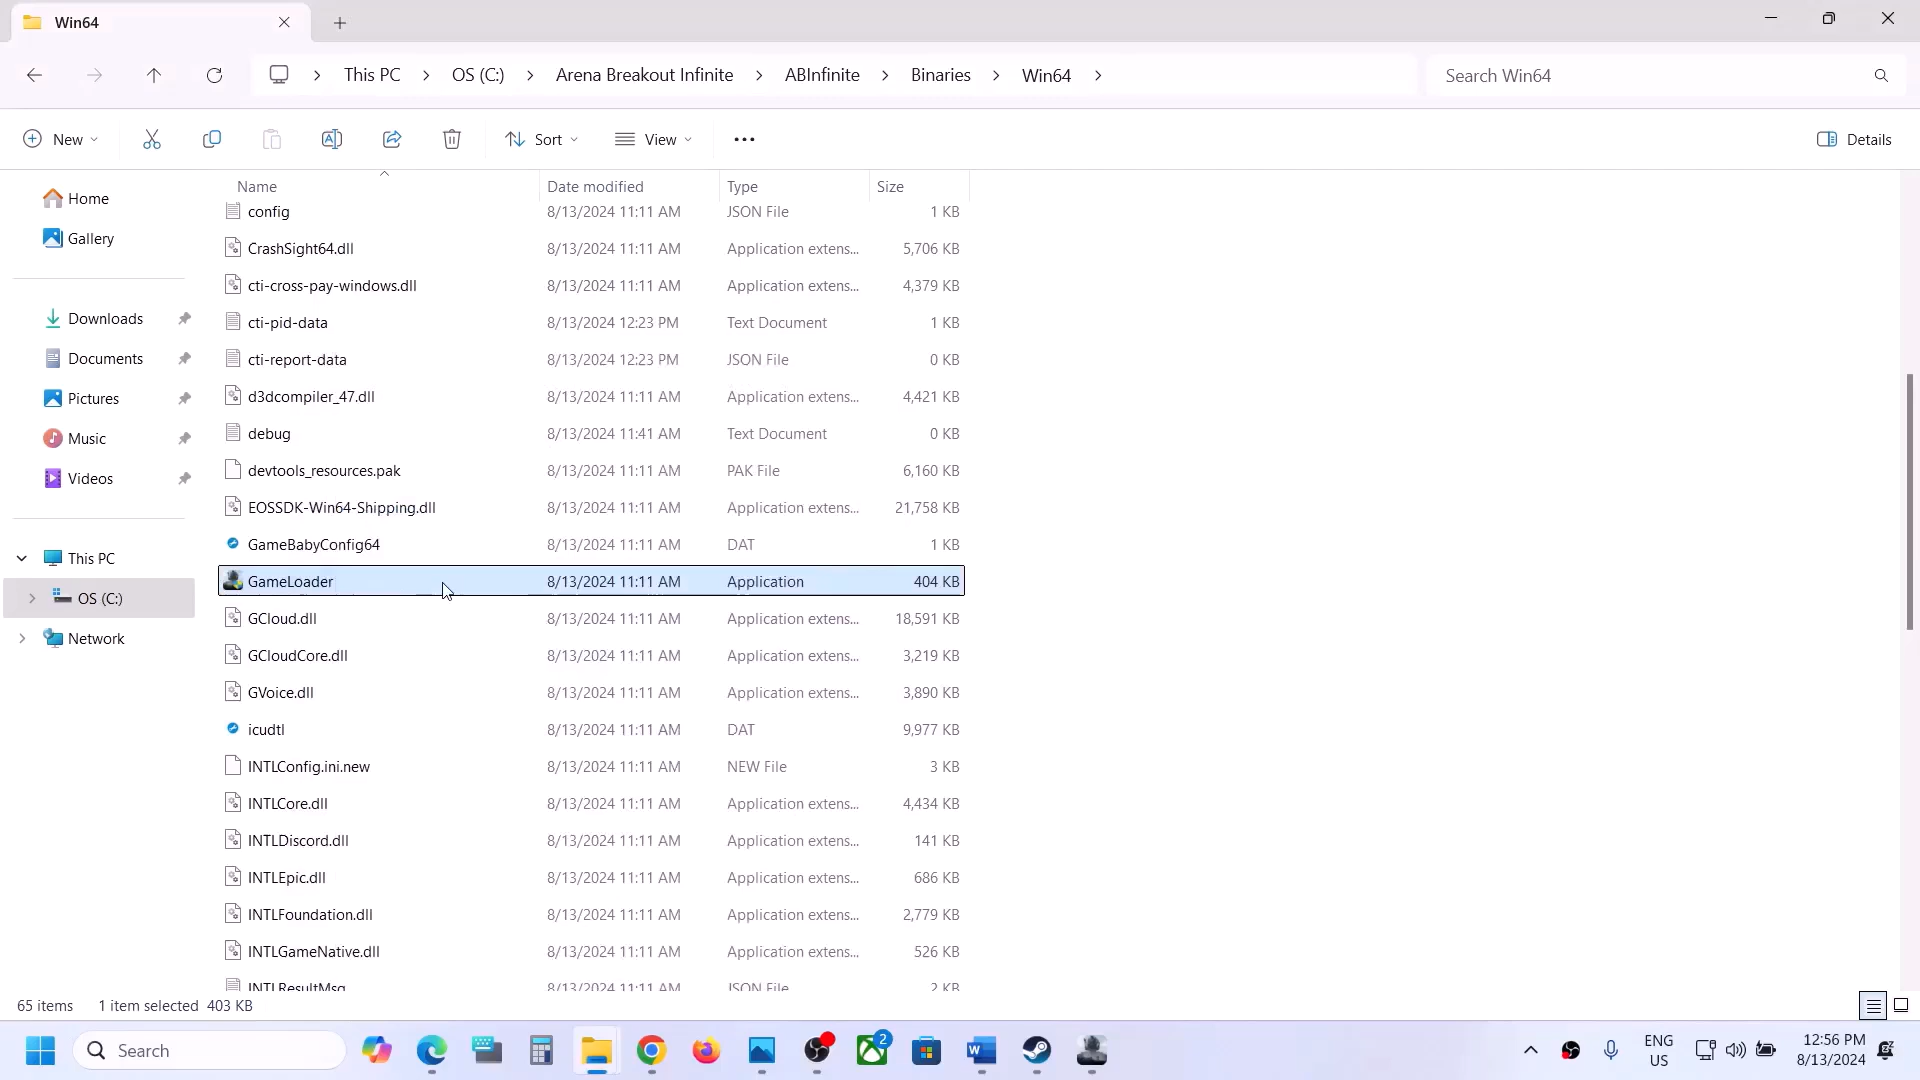 Win64
This PC OS (C:) Arena Breakout Infinite ABInfinite Binaries Win64
Search Win64
New Sort View Details
Name Date modified Type Size
Home
Gallery
Downloads
Documents
Pictures
Music
Videos
This PC
OS (C:)
Network
config 8/13/2024 11:11 AM JSON File 1 KB
CrashSight64.dll 8/13/2024 11:11 AM Application extens... 5,706 KB
cti-cross-pay-windows.dll 8/13/2024 11:11 AM Application extens... 4,379 KB
cti-pid-data 8/13/2024 12:23 PM Text Document 1 KB
cti-report-data 8/13/2024 12:23 PM JSON File 0 KB
d3dcompiler_47.dll 8/13/2024 11:11 AM Application extens... 4,421 KB
debug 8/13/2024 11:41 AM Text Document 0 KB
devtools_resources.pak 8/13/2024 11:11 AM PAK File 6,160 KB
EOSSDK-Win64-Shipping.dll 8/13/2024 11:11 AM Application extens... 21,758 KB
GameBabyConfig64 8/13/2024 11:11 AM DAT 1 KB
GameLoader 8/13/2024 11:11 AM Application 404 KB
GCloud.dll 8/13/2024 11:11 AM Application extens... 18,591 KB
GCloudCore.dll 8/13/2024 11:11 AM Application extens... 3,219 KB
GVoice.dll 8/13/2024 11:11 AM Application extens... 3,890 KB
icudtl 8/13/2024 11:11 AM DAT 9,977 KB
INTLConfig.ini.new 8/13/2024 11:11 AM NEW File 3 KB
INTLCore.dll 8/13/2024 11:11 AM Application extens... 4,434 KB
INTLDiscord.dll 8/13/2024 11:11 AM Application extens... 141 KB
INTLEpic.dll 8/13/2024 11:11 AM Application extens... 686 KB
INTLFoundation.dll 8/13/2024 11:11 AM Application extens... 2,779 KB
INTLGameNative.dll 8/13/2024 11:11 AM Application extens... 526 KB
INTLResultMsg 8/13/2024 11:11 AM JSON File 2 KB
65 items 1 item selected 403 KB
Search
2
ENG
US
12:56 PM
8/13/2024